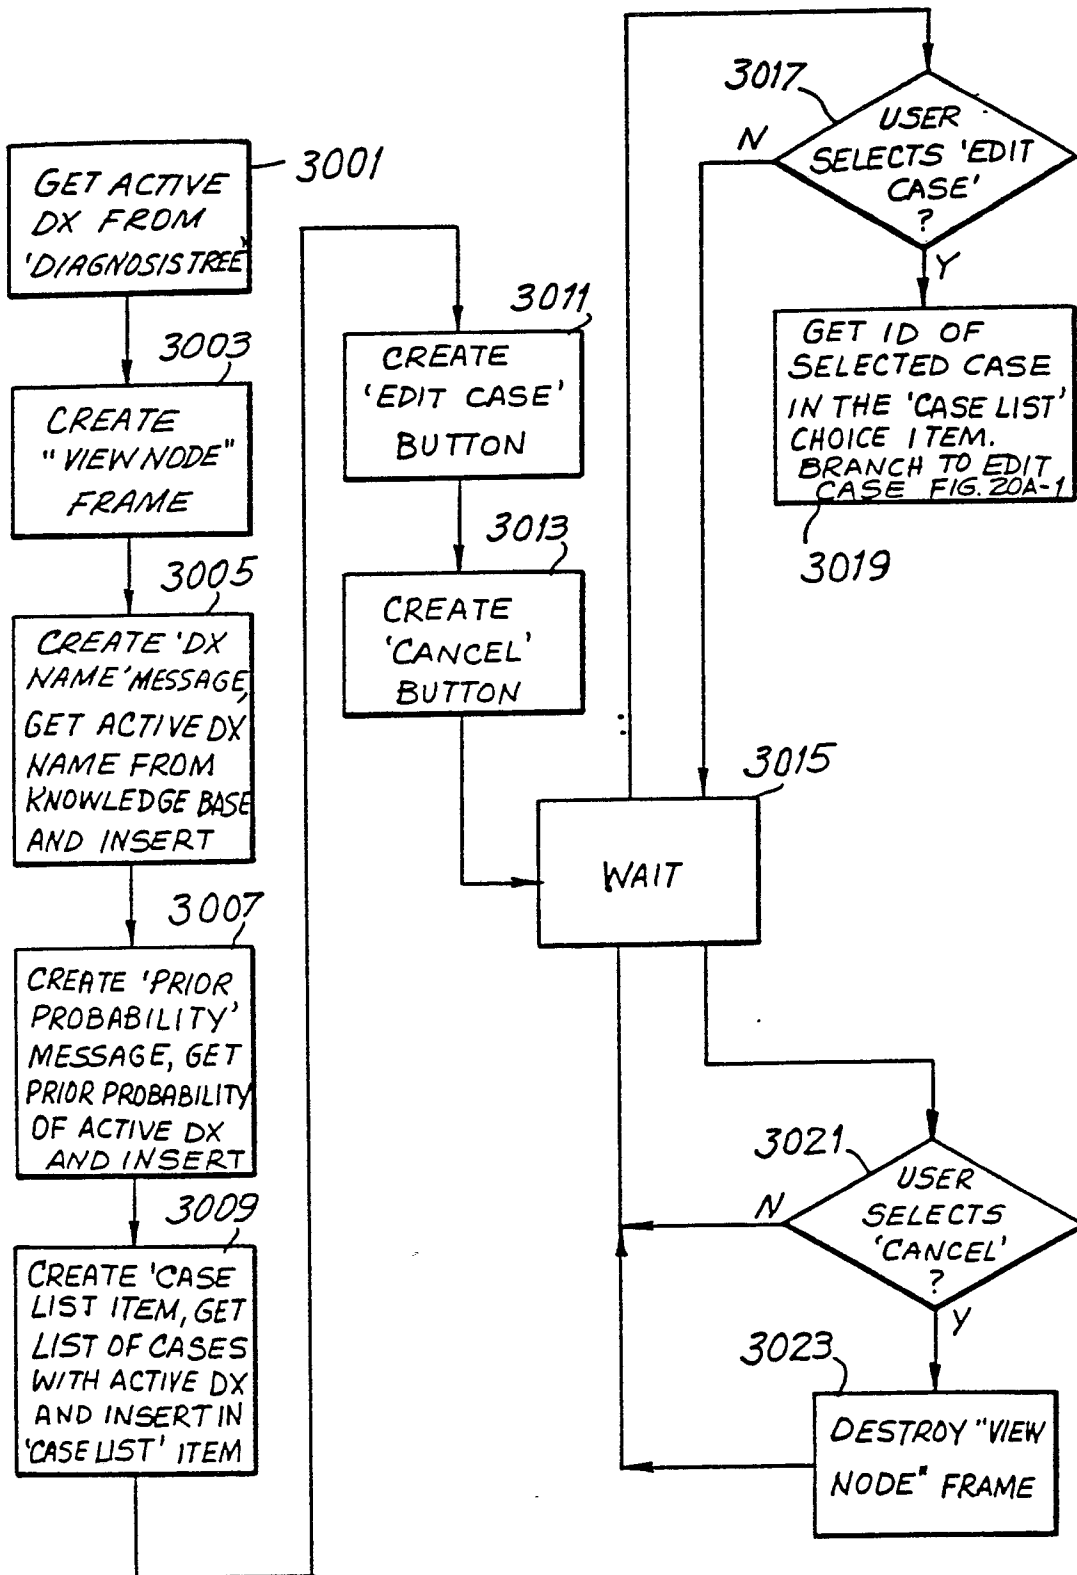 3001
GET ACTIVE
DX FROM
'DIAGNOSIS TREE'
3003
CREATE
"VIEW NODE"
FRAME
3005
CREATE 'DX
NAME' MESSAGE,
GET ACTIVE DX
NAME FROM
KNOWLEDGE BASE
AND INSERT
3007
CREATE 'PRIOR
PROBABILITY'
MESSAGE, GET
PRIOR PROBABILITY
OF ACTIVE DX
AND INSERT
3009
CREATE 'CASE
LIST ITEM, GET
LIST OF CASES
WITH ACTIVE DX
AND INSERT IN
'CASE LIST' ITEM
3011
CREATE
'EDIT CASE'
BUTTON
3013
CREATE
'CANCEL'
BUTTON
3015
WAIT
3017
USER
SELECTS 'EDIT
CASE'
?
N
Y
GET ID OF
SELECTED CASE
IN THE 'CASE LIST'
CHOICE ITEM.
BRANCH TO EDIT
CASE FIG. 20A-1
3019
3021
USER
SELECTS
'CANCEL'
?
N
Y
3023
DESTROY "VIEW
NODE" FRAME